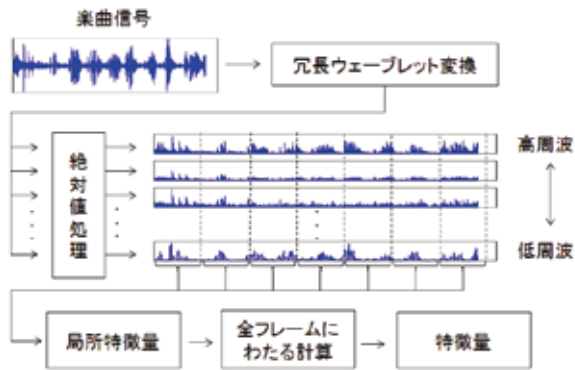 楽曲信号
冗長ウェーブレット変換
絶対値処理
高周波
低周波
局所特徴量
全フレームに
わたる計算
特徴量